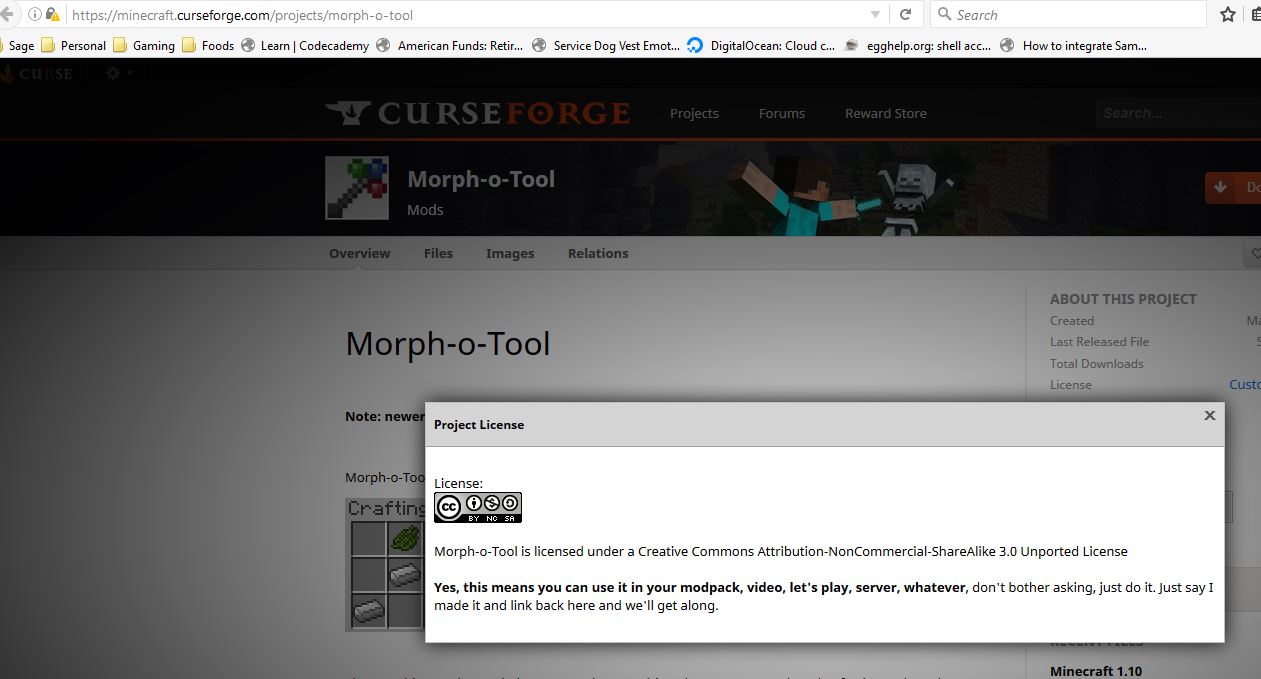 https://minecraft.curseforge.com/projects/morph-o-tool
Search
Sage Personal Gaming Foods Learn | Codecademy American Funds: Retir... Service Dog Vest Emot... DigitalOcean: Cloud c... egghelp.org: shell acc... How to integrate Sam...
CURSE
CURSEFORGE Projects Forums Reward Store Search...
Morph-o-Tool
Mods
Overview Files Images Relations
ABOUT THIS PROJECT
Created
Last Released File
Total Downloads
License Custo
Morph-o-Tool
Note: newer
Morph-o-Too
Crafting
Project License
License:
cc
BY NC SA
Morph-o-Tool is licensed under a Creative Commons Attribution-NonCommercial-ShareAlike 3.0 Unported License
Yes, this means you can use it in your modpack, video, let's play, server, whatever, don't bother asking, just do it. Just say I
made it and link back here and we'll get along.
RECENT FILES
Minecraft 1.10